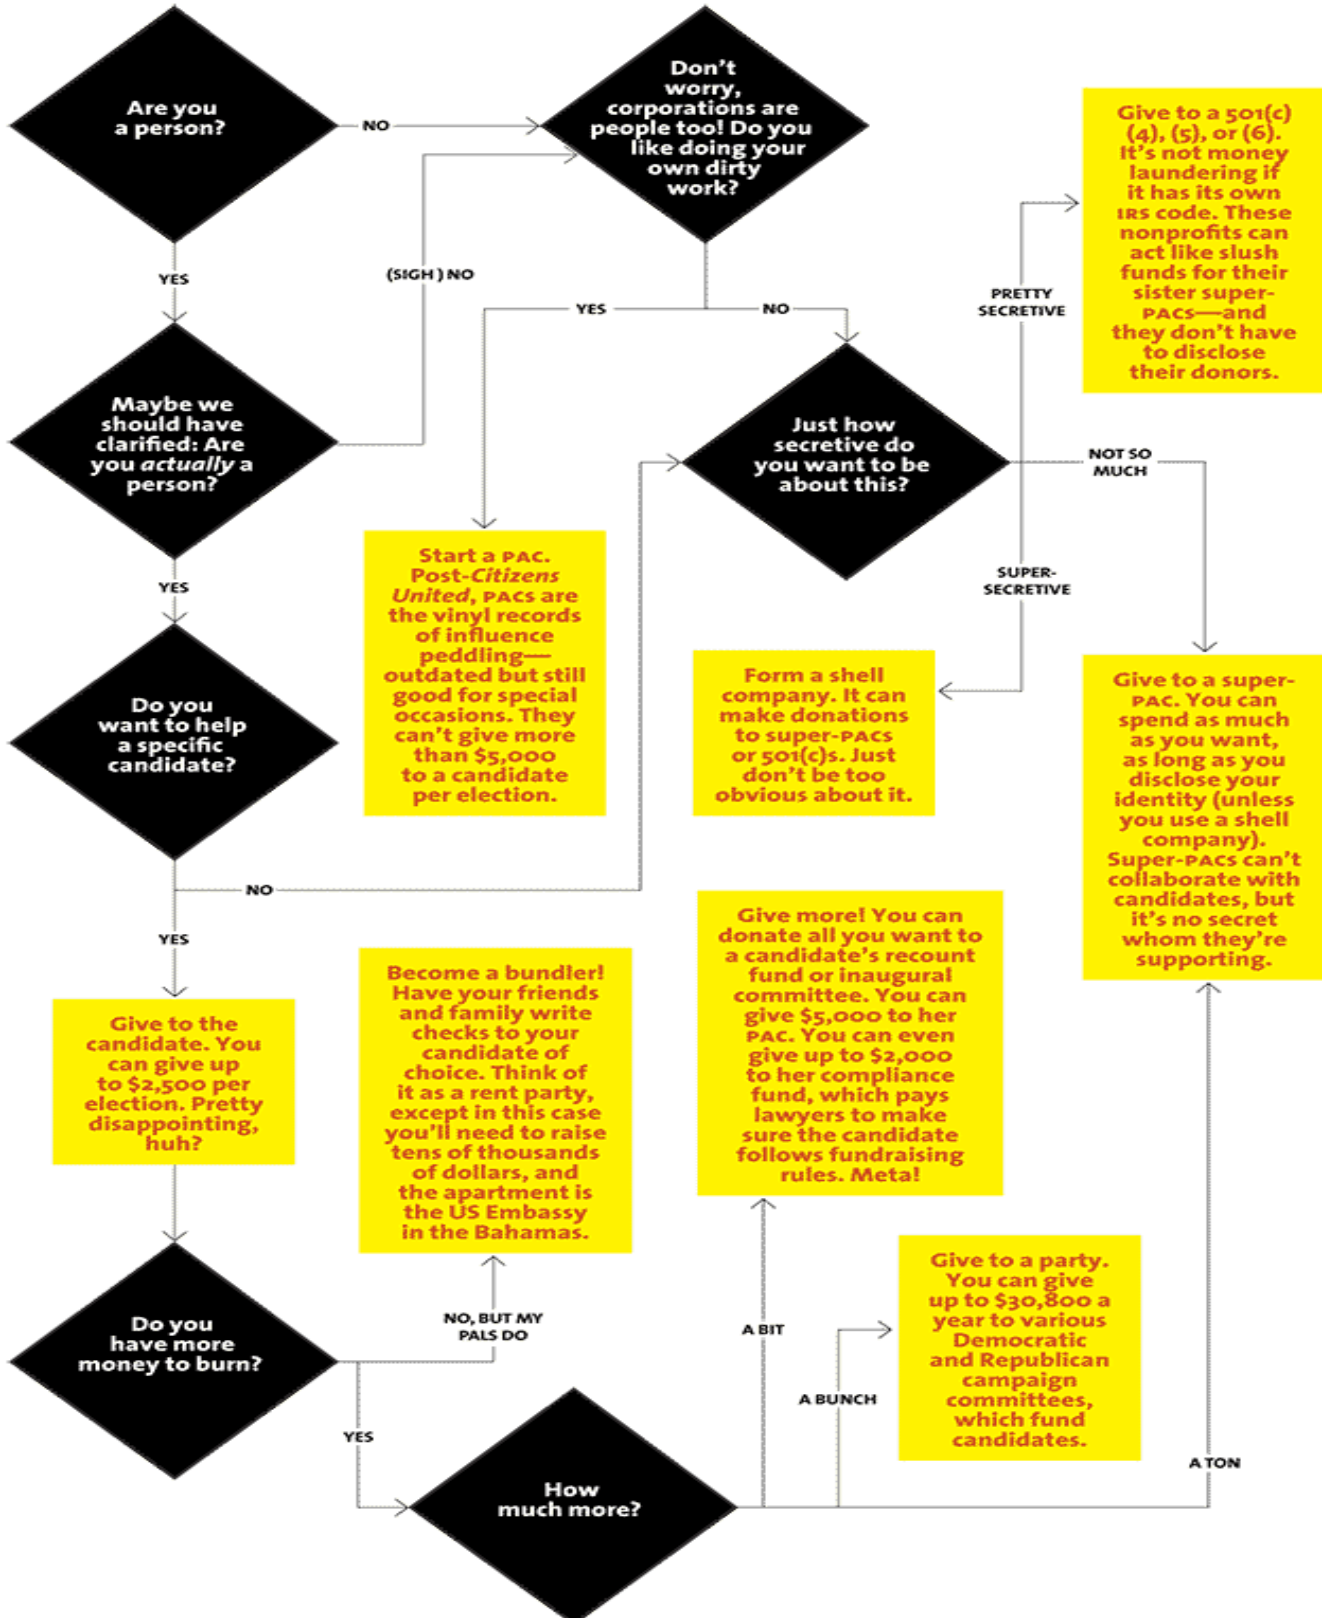 Are you
a person?
NO
Don't
worry,
corporations are
people too! Do you
like doing your
own dirty
work?
Give to a 501(c)
(4), (5), or (6).
It's not money
laundering if
it has its own
IRS code. These
nonprofits can
act like slush
funds for their
sister super-
PACs—and
they don't have
to disclose
their donors.
YES
(SIGH) NO
YES
NO
PRETTY
SECRETIVE
Maybe we
should have
clarified: Are
you actually a
person?
Just how
secretive do
you want to be
about this?
NOT SO
MUCH
YES
Start a PAC.
Post-Citizens
United, PACs are
the vinyl records
of influence
peddling—
outdated but still
good for special
occasions. They
can't give more
than $5,000
to a candidate
per election.
SUPER-
SECRETIVE
Do you
want to help
a specific
candidate?
Form a shell
company. It can
make donations
to super-PACs
or 501(c)s. Just
don't be too
obvious about it.
Give to a super-
PAC. You can
spend as much
as you want,
as long as you
disclose your
identity (unless
you use a shell
company).
Super-PACs can't
collaborate with
candidates, but
it's no secret
whom they're
supporting.
NO
YES
Give to the
candidate. You
can give up
to $2,500 per
election. Pretty
disappointing,
huh?
Become a bundler!
Have your friends
and family write
checks to your
candidate of
choice. Think of
it as a rent party,
except in this case
you'll need to raise
tens of thousands
of dollars, and
the apartment is
the US Embassy
in the Bahamas.
Give more! You can
donate all you want to
a candidate's recount
fund or inaugural
committee. You can
give $5,000 to her
PAC. You can even
give up to $2,000
to her compliance
fund, which pays
lawyers to make
sure the candidate
follows fundraising
rules. Meta!
Do you
have more
money to burn?
NO, BUT MY
PALS DO
A BIT
Give to a party.
You can give
up to $30,800 a
year to various
Democratic
and Republican
campaign
committees,
which fund
candidates.
A BUNCH
YES
A TON
How
much more?